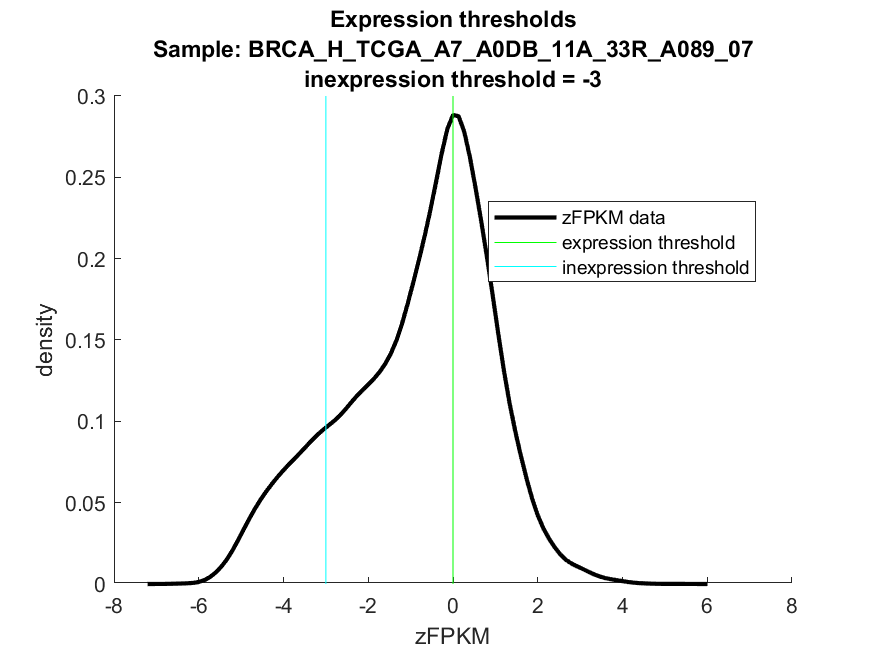 Expression thresholds
Sample: BRCA_H_TCGA_A7_A0DB_11A_33R_A089_07
inexpression threshold = -3
0.3
0.25
0.2
0.15
0.1
0.05
0
density
zFPKM data
expression threshold
inexpression threshold
-8 -6 -4 -2 0 2 4 6 8
zFPKM